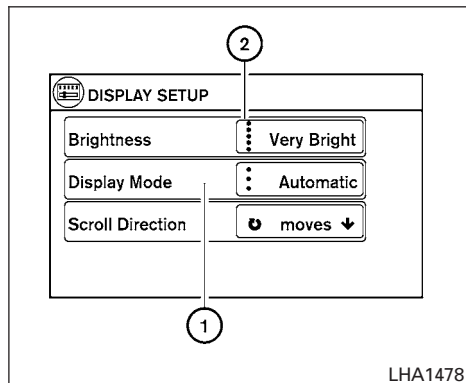 2
DISPLAY SETUP
Brightness Very Bright
Display Mode Automatic
Scroll Direction ↻ moves ↓
1
LHA1478